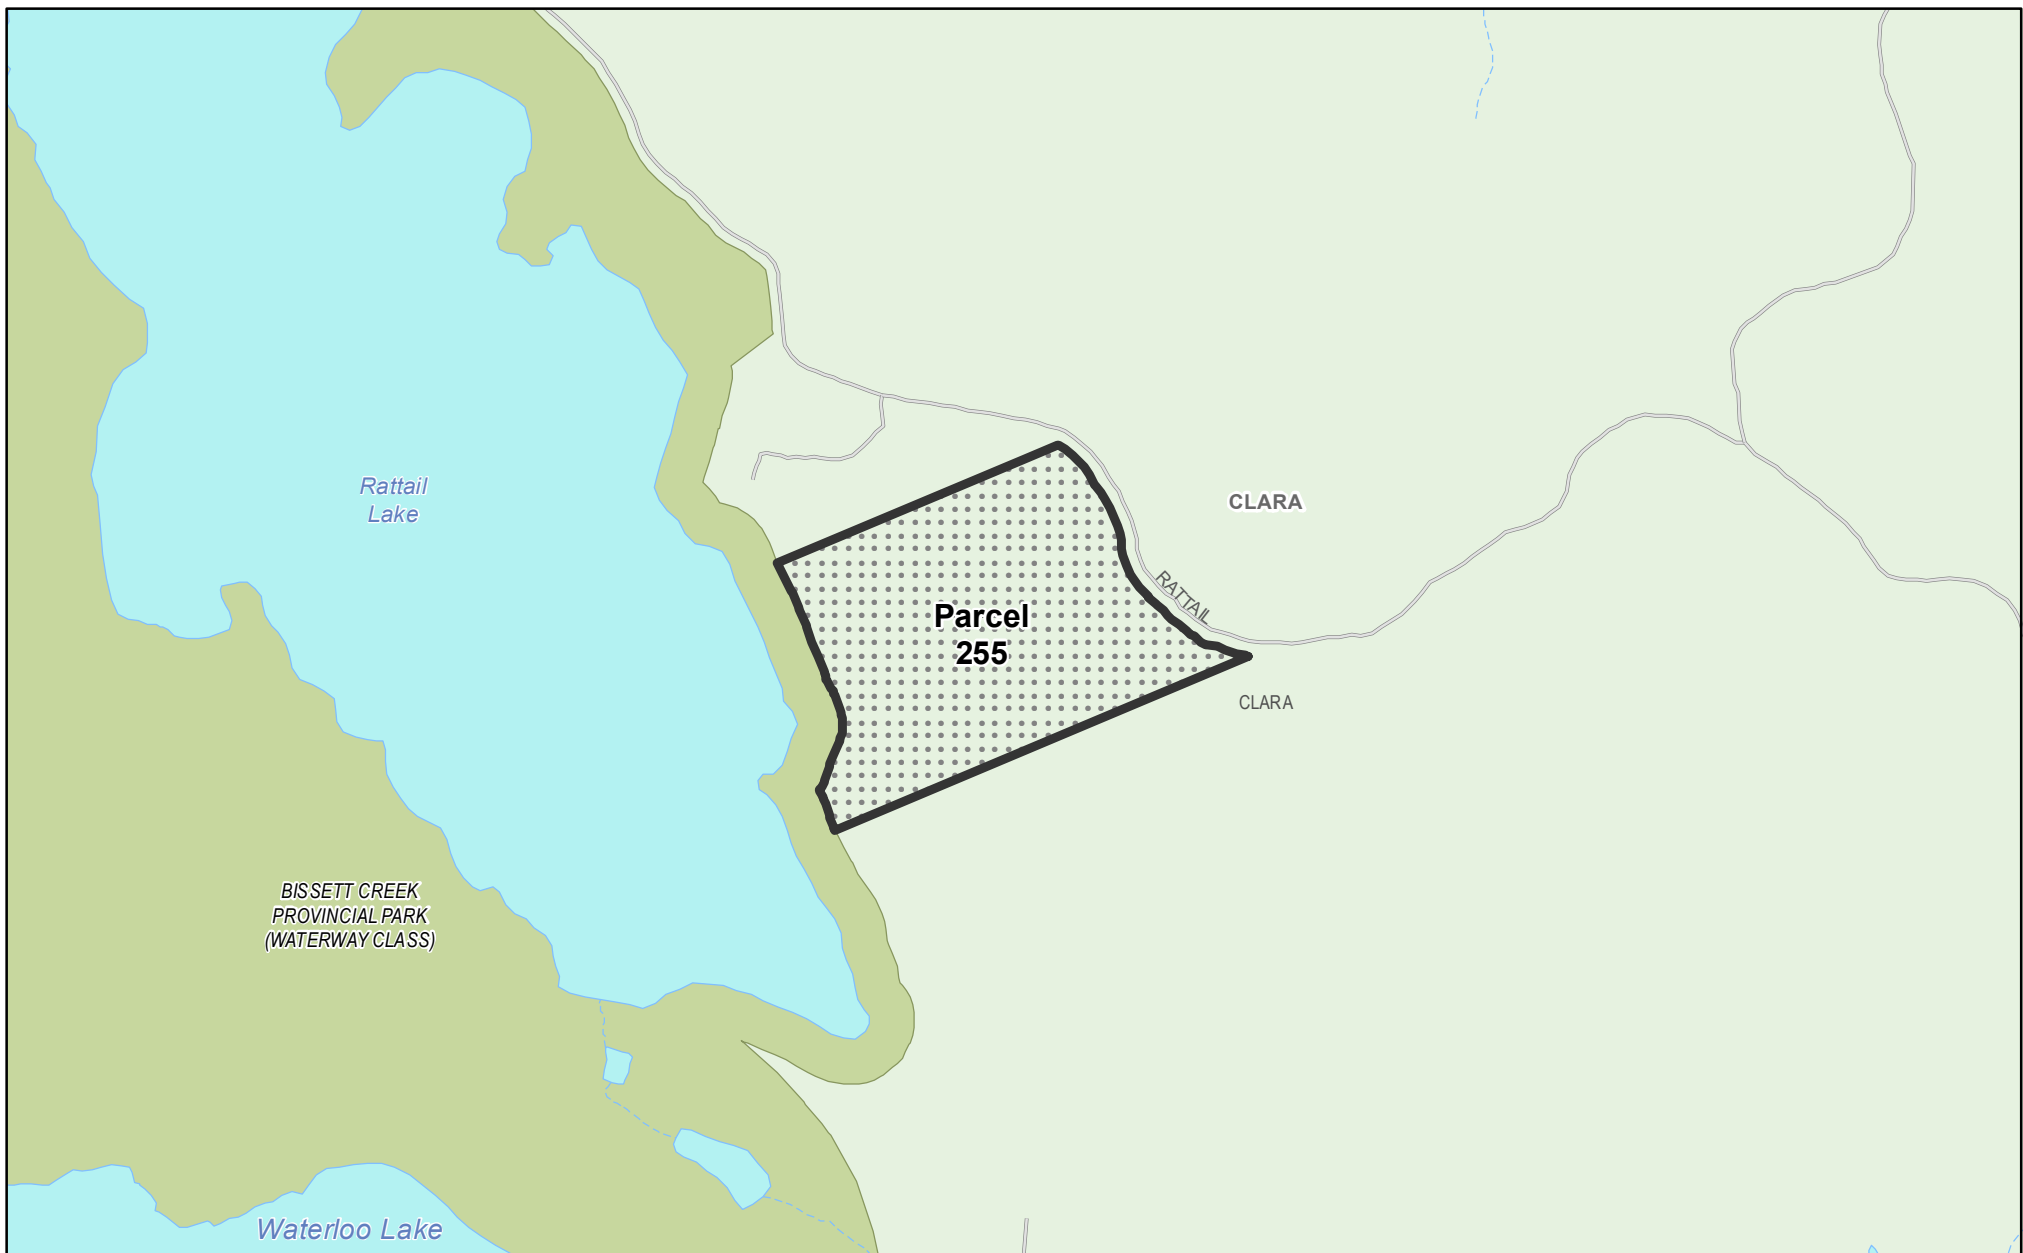 Rattail
Lake
CLARA
RATTAIL
Parcel
255
CLARA
BISSETT CREEK
PROVINCIAL PARK
(WATERWAY CLASS)
Waterloo Lake